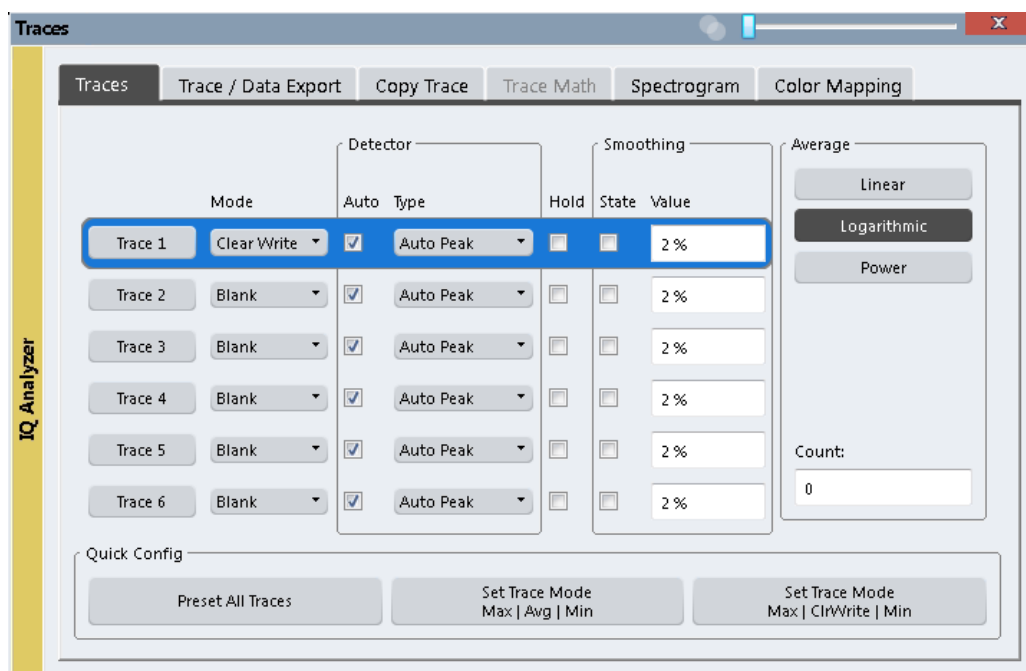 Traces
X
IQ Analyzer
Traces Trace / Data Export Copy Trace Trace Math Spectrogram Color Mapping
Detector Smoothing Average
Mode Auto Type Hold State Value
Linear
Logarithmic
Power
Trace 1 Clear Write Auto Peak 2 %
Trace 2 Blank Auto Peak 2 %
Trace 3 Blank Auto Peak 2 %
Trace 4 Blank Auto Peak 2 %
Trace 5 Blank Auto Peak 2 %
Trace 6 Blank Auto Peak 2 %
Count:
0
Quick Config
Preset All Traces
Set Trace Mode
Max | Avg | Min
Set Trace Mode
Max | ClrWrite | Min